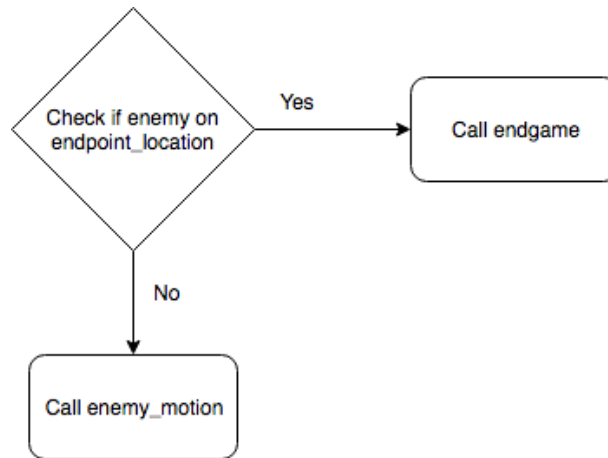 Check if enemy on
endpoint_location
Yes
Call endgame
No
Call enemy_motion